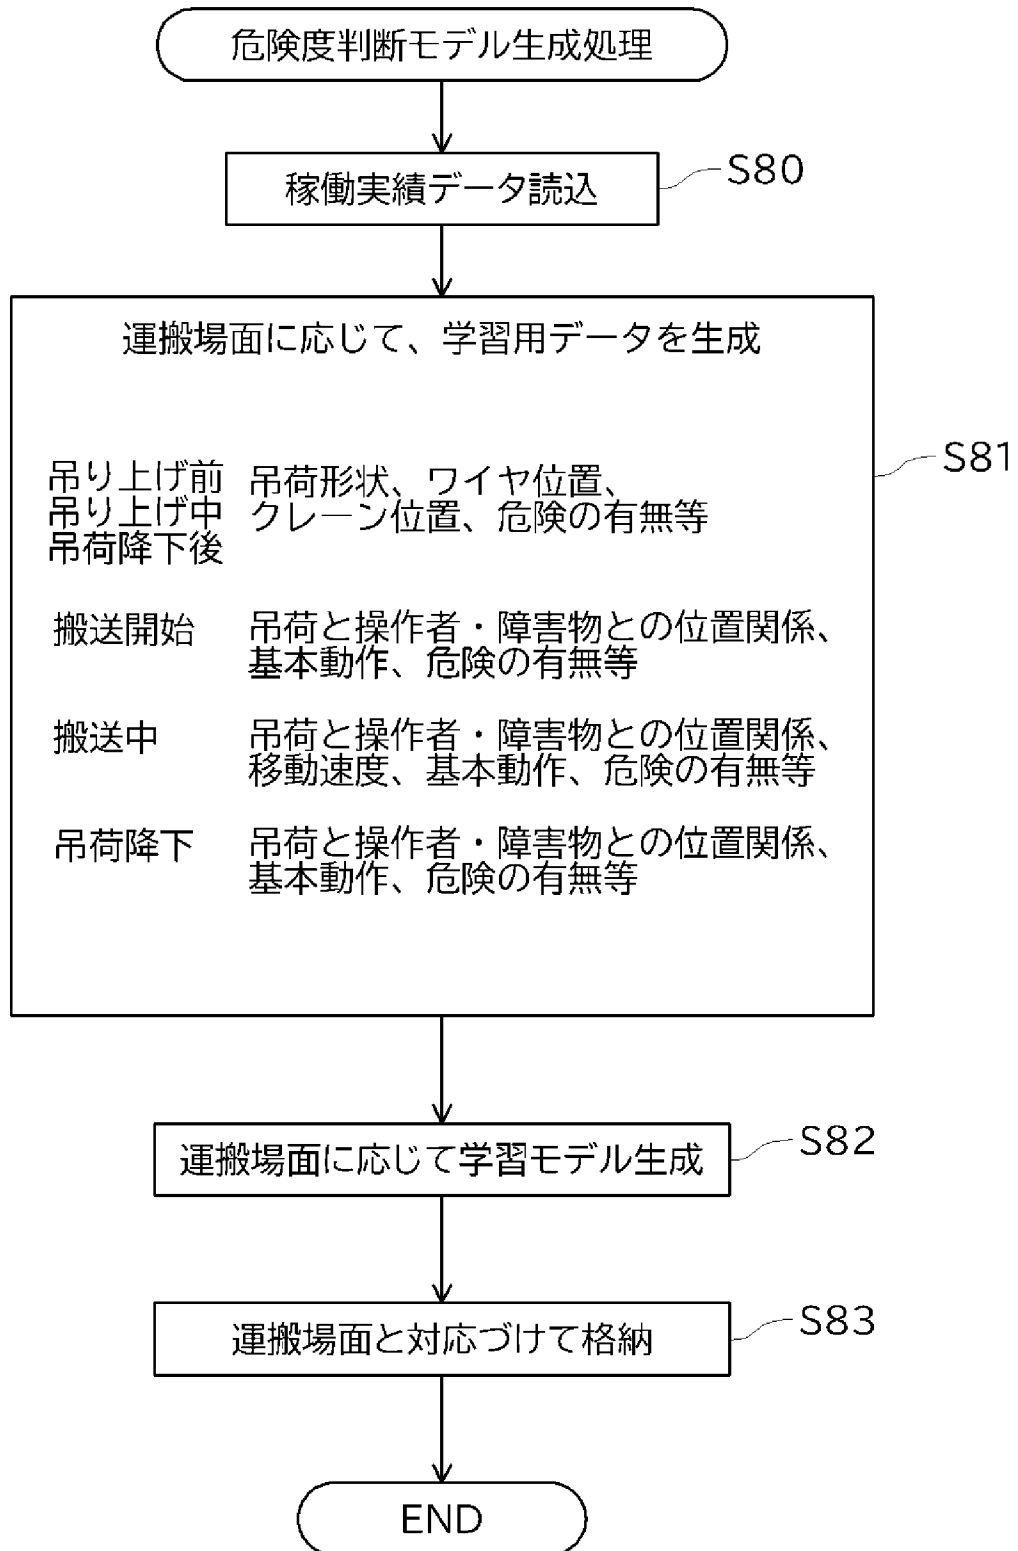 危険度判断モデル生成処理
稼働実績データ読込
S80
運搬場面に応じて、学習用データを生成
S81
吊り上げ前
吊り上げ中
吊荷降下後
吊荷形状、ワイヤ位置、
クレーン位置、危険の有無等
搬送開始
吊荷と操作者・障害物との位置関係、
基本動作、危険の有無等
搬送中
吊荷と操作者・障害物との位置関係、
移動速度、基本動作、危険の有無等
吊荷降下
吊荷と操作者・障害物との位置関係、
基本動作、危険の有無等
運搬場面に応じて学習モデル生成
S82
運搬場面と対応づけて格納
S83
END